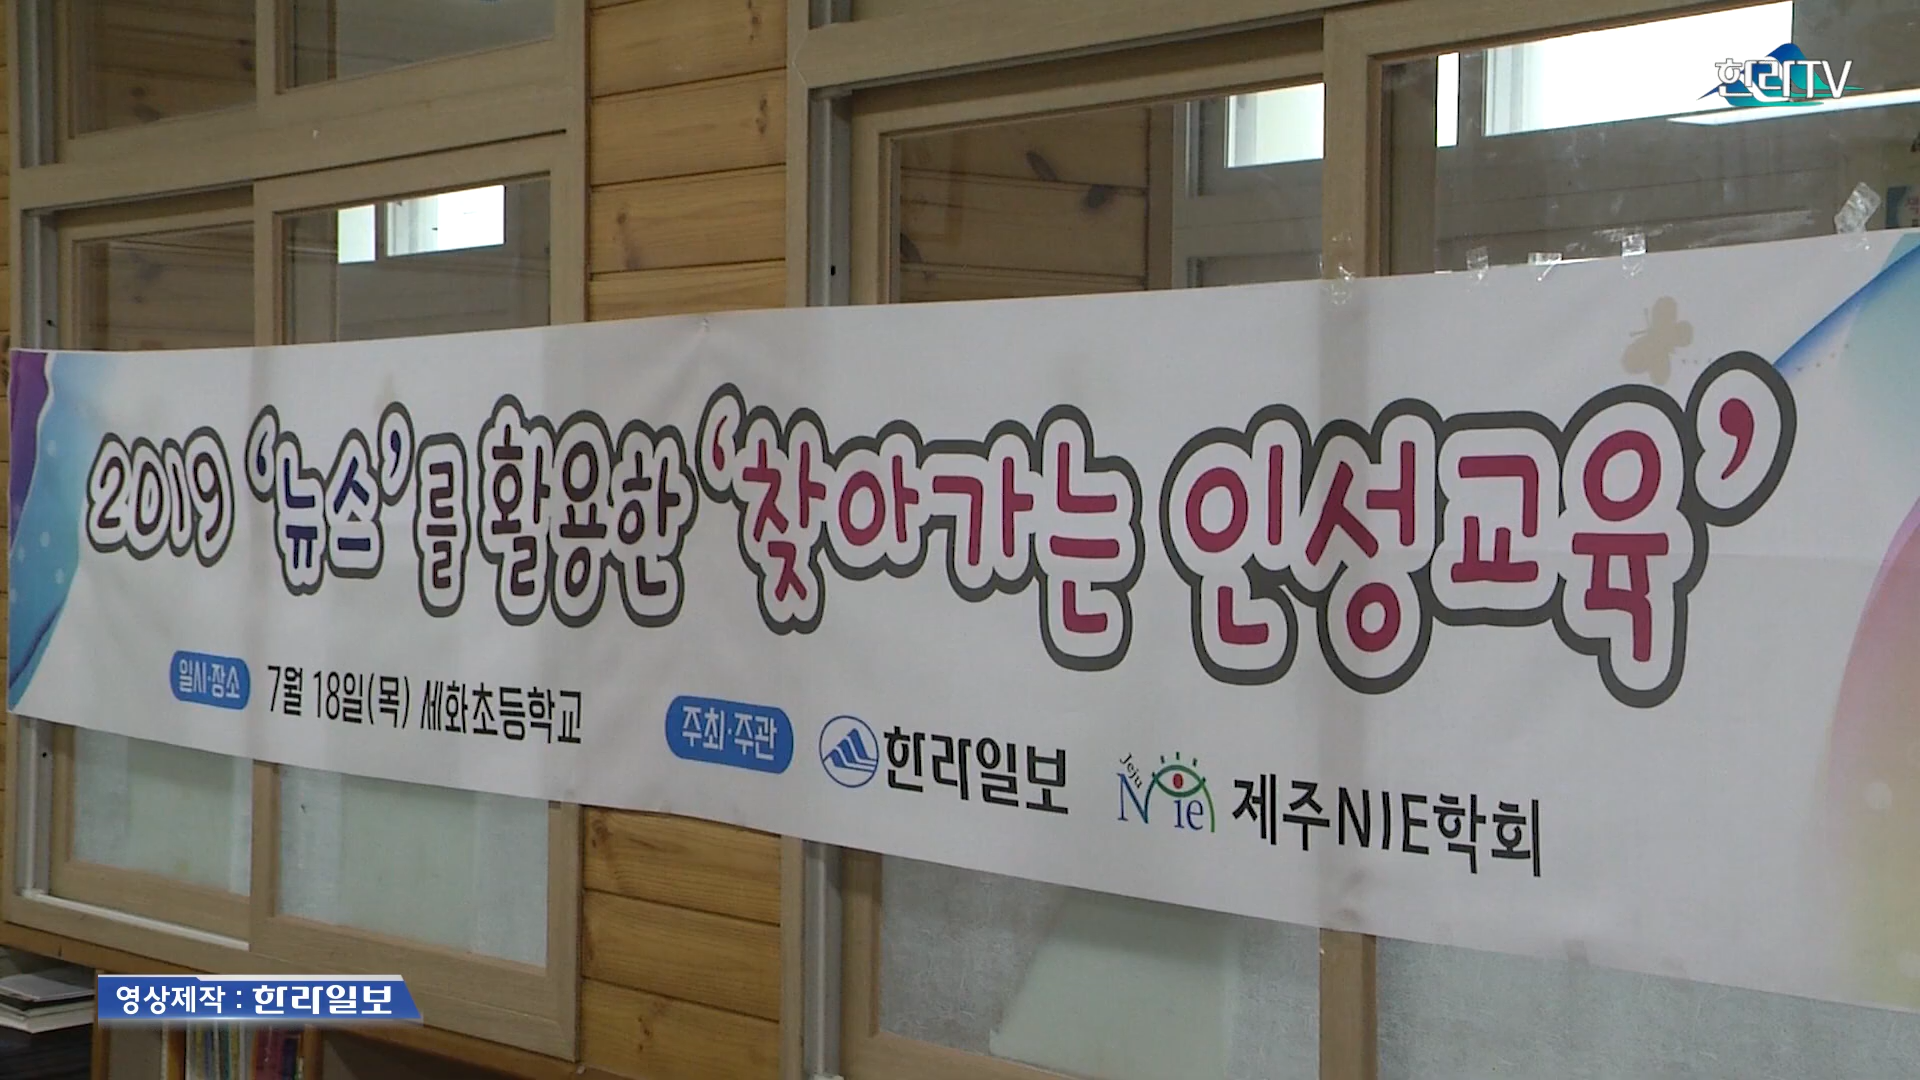 한라TV
2019 '뉴스'를 활용한 '찾아가는 인성교육'
일시·장소 7월 18일(목) 세화초등학교 주최·주관 한라일보 Jeju Nie 제주NIE학회
영상제작 : 한라일보